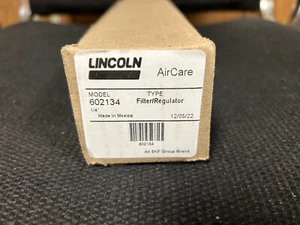 LINCOLN AirCare
MODEL TYPE
602134 Filter/Regulator
1/4"
Made in Mexico 12/05/22
602134
An SKF Group Brand